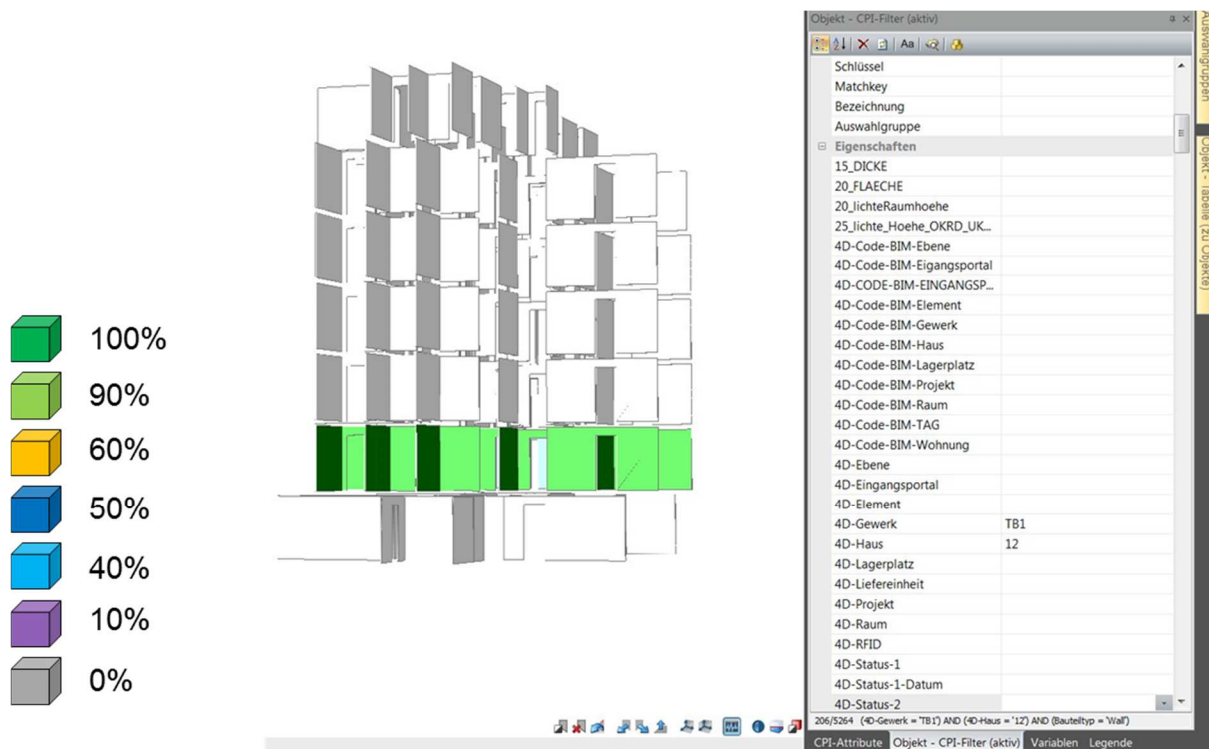 100%
90%
60%
50%
40%
10%
0%
Objekt - CPI-Filter (aktiv)
Aa
Schlüssel
Matchkey
Bezeichnung
Auswahlgruppe
Eigenschaften
15_DICKE
20_FLAECHE
20_lichteRaumhoehe
25_lichte_Hoehe_OKRD_UK...
4D-Code-BIM-Ebene
4D-Code-BIM-Eigangsportal
4D-CODE-BIM-EINGANGSP...
4D-Code-BIM-Element
4D-Code-BIM-Gewerk
4D-Code-BIM-Haus
4D-Code-BIM-Lagerplatz
4D-Code-BIM-Projekt
4D-Code-BIM-Raum
4D-Code-BIM-TAG
4D-Code-BIM-Wohnung
4D-Ebene
4D-Eingangsportal
4D-Element
4D-Gewerk TB1
4D-Haus 12
4D-Lagerplatz
4D-Liefereinheit
4D-Projekt
4D-Raum
4D-RFID
4D-Status-1
4D-Status-1-Datum
4D-Status-2
206/5264 (4D-Gewerk = 'TB1') AND (4D-Haus = '12') AND (Bauteiltyp = 'Wall')
CPI-Attribute Objekt - CPI-Filter (aktiv) Variablen Legende
Auswahlgruppen
Objekt - Tabelle (zu Objekte)